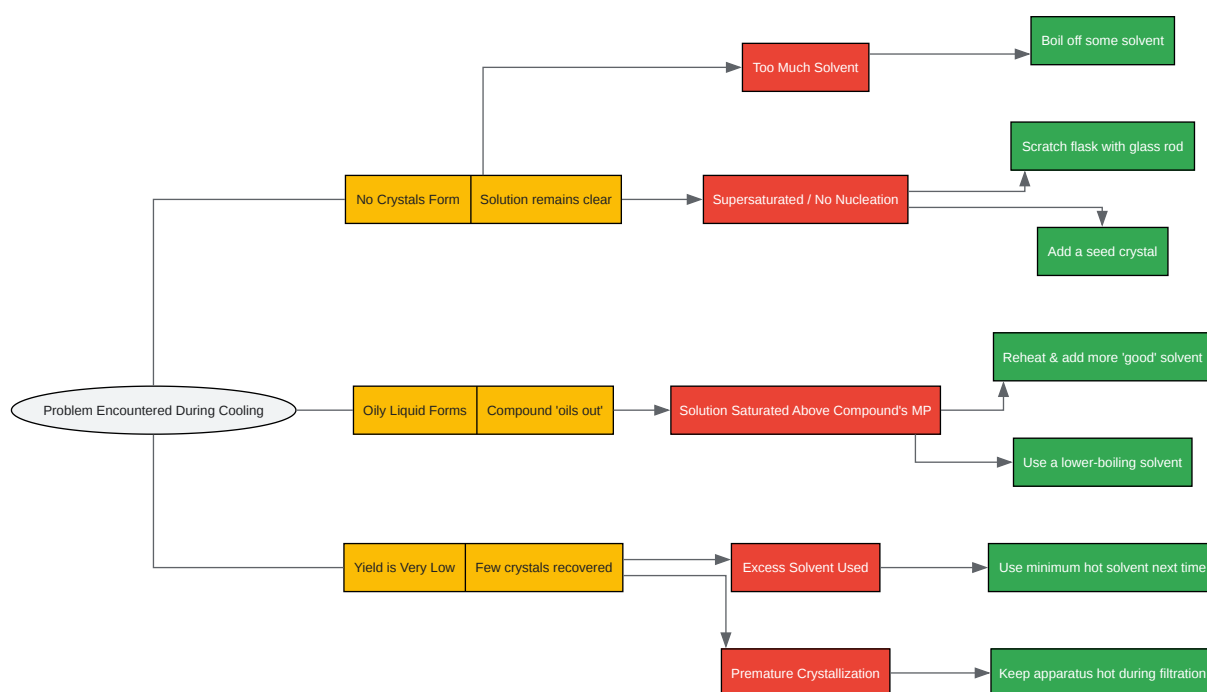 Boil off some solvent
Too Much Solvent
Scratch flask with glass rod
No Crystals Form
Solution remains clear
Supersaturated / No Nucleation
Add a seed crystal
Reheat & add more 'good' solvent
Problem Encountered During Cooling
Oily Liquid Forms
Compound 'oils out'
Solution Saturated Above Compound's MP
Use a lower-boiling solvent
Yield is Very Low
Few crystals recovered
Excess Solvent Used
Use minimum hot solvent next time
Premature Crystallization
Keep apparatus hot during filtration